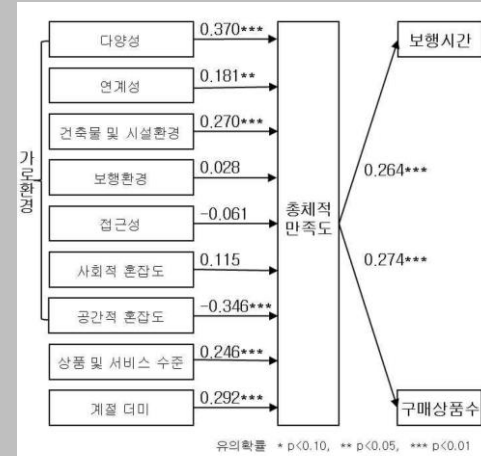 다양성
0.370***
연계성
0.181**
건축물 및 시설환경
0.270***
보행환경
0.028
접근성
-0.061
사회적 혼잡도
0.115
공간적 혼잡도
-0.346***
상품 및 서비스 수준
0.246***
계절 더미
0.292***
가로환경
총체적
만족도
0.264***
0.274***
보행시간
구매상품수
유의확률 * p<0.10, ** p<0.05, *** p<0.01